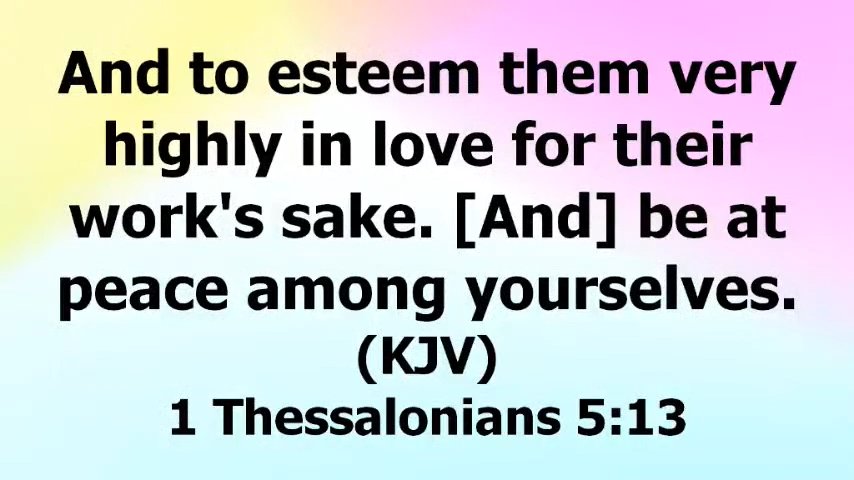 And to esteem them very
highly in love for their
work's sake. [And] be at
peace among yourselves.
(KJV)
1 Thessalonians 5:13